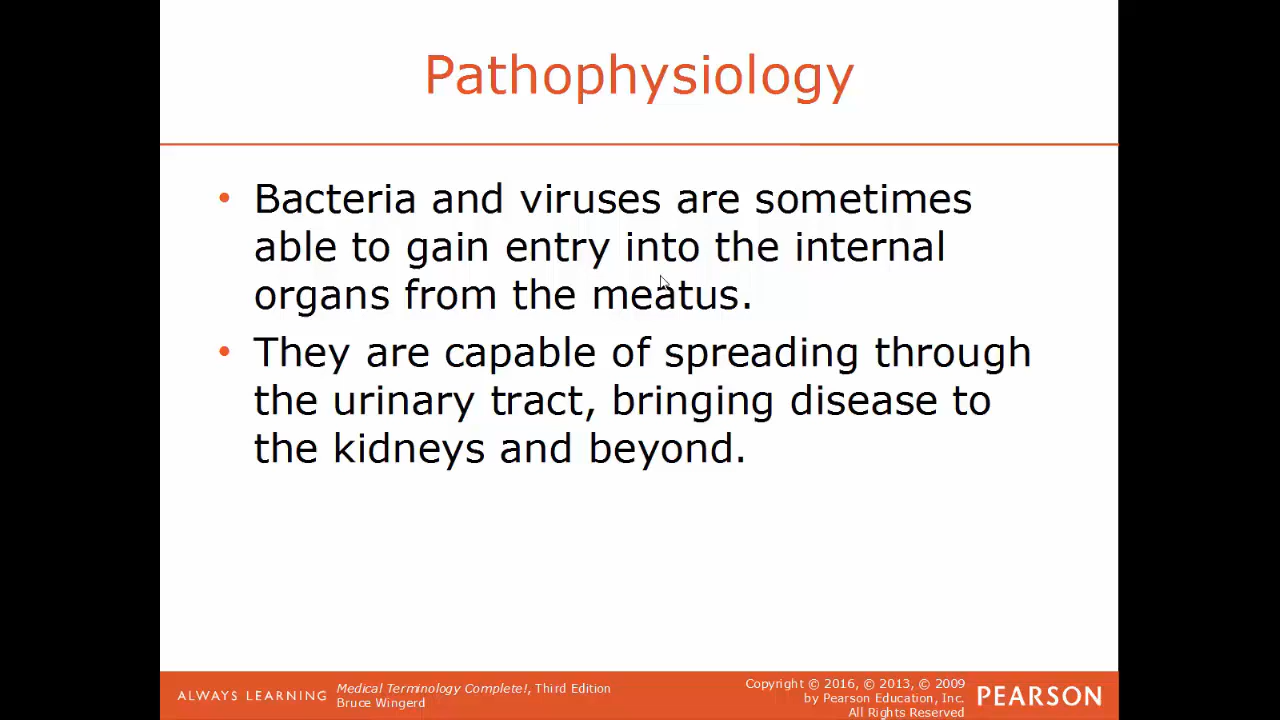 Pathophysiology
• Bacteria and viruses are sometimes
able to gain entry into the internal
organs from the meatus.
• They are capable of spreading through
the urinary tract, bringing disease to
the kidneys and beyond.
ALWAYS LEARNING
Medical Terminology Complete!, Third Edition
Bruce Wingerd
Copyright © 2016, © 2013, © 2009
by Pearson Education, Inc.
All Rights Reserved
PEARSON